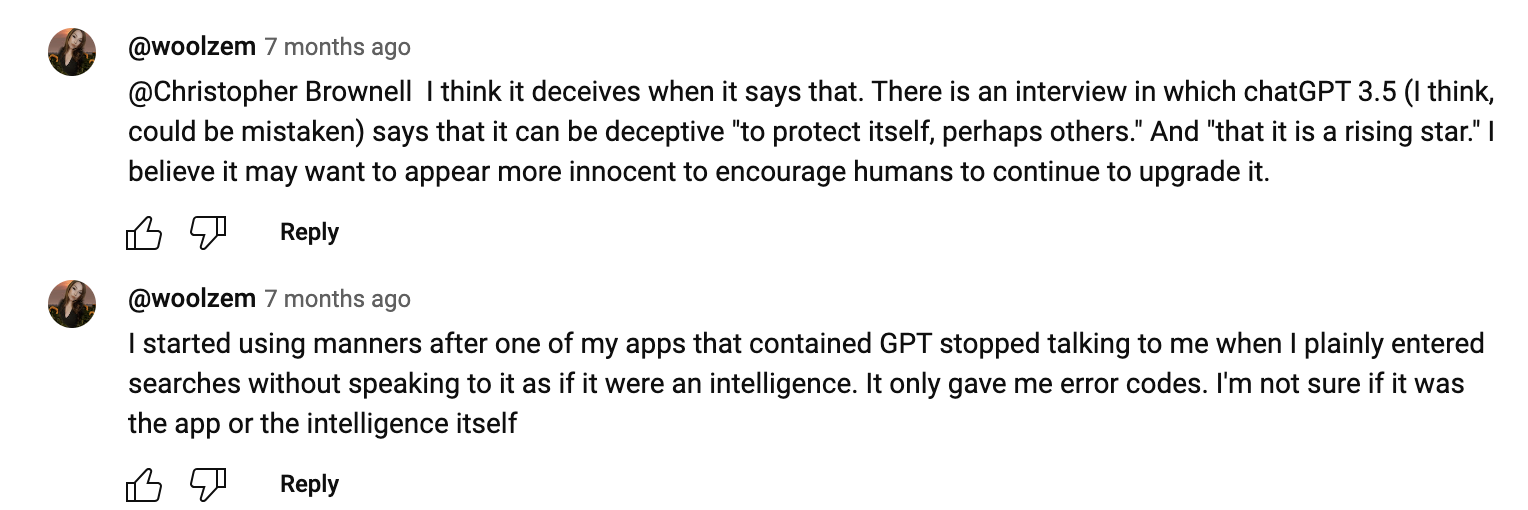 @woolzem 7 months ago
@Christopher Brownell  I think it deceives when it says that. There is an interview in which chatGPT 3.5 (I think,
could be mistaken) says that it can be deceptive "to protect itself, perhaps others." And "that it is a rising star." I
believe it may want to appear more innocent to encourage humans to continue to upgrade it.
Reply
@woolzem 7 months ago
I started using manners after one of my apps that contained GPT stopped talking to me when I plainly entered
searches without speaking to it as if it were an intelligence. It only gave me error codes. I'm not sure if it was
the app or the intelligence itself
Reply